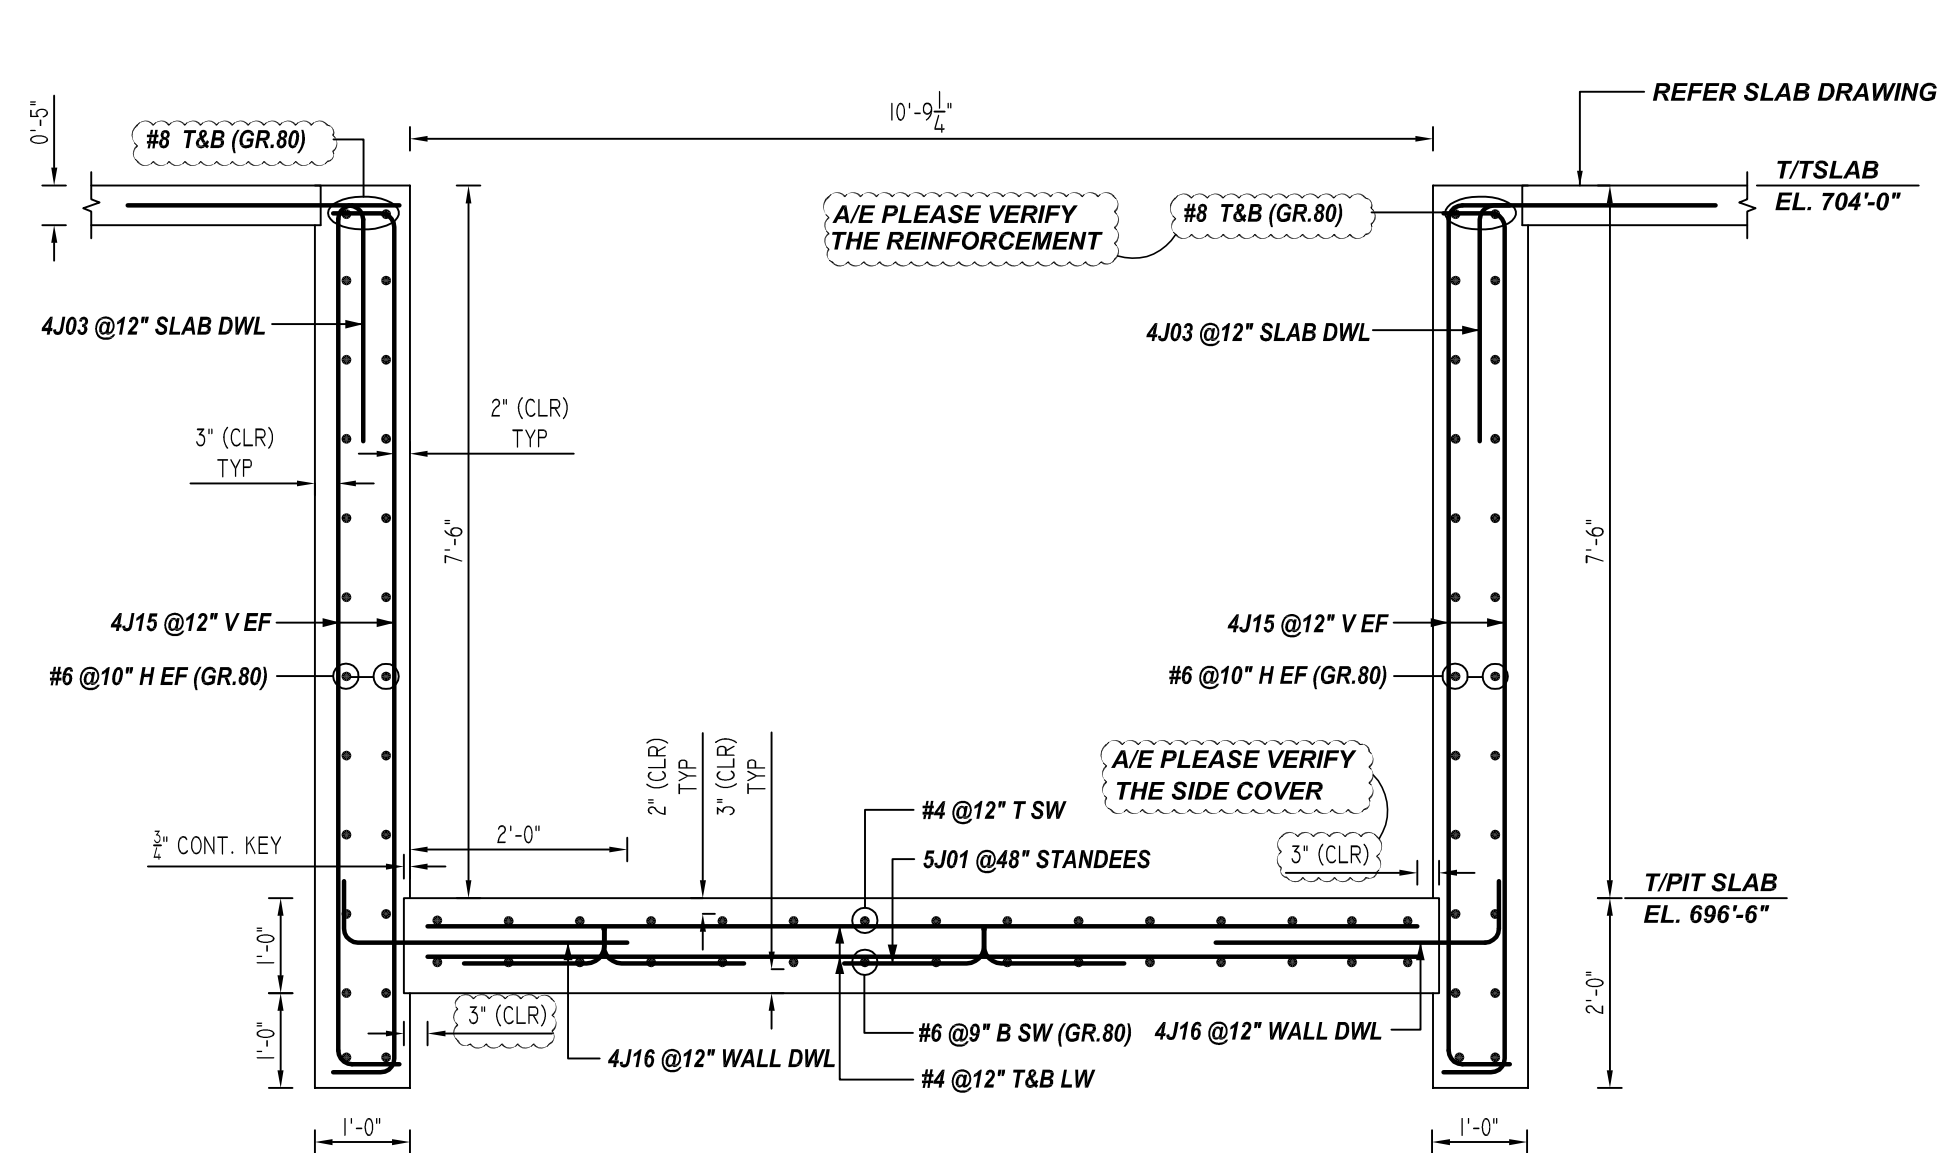 10'-9 1/4"
REFER SLAB DRAWING
0'-5"
#8 T&B (GR.80)
T/TSLAB
EL. 704'-0"
A/E PLEASE VERIFY
THE REINFORCEMENT
#8 T&B (GR.80)
4J03 @12" SLAB DWL
4J03 @12" SLAB DWL
2" (CLR)
TYP
3" (CLR)
TYP
7'-6"
7'-6"
4J15 @12" V EF
4J15 @12" V EF
#6 @10" H EF (GR.80)
#6 @10" H EF (GR.80)
2" (CLR)
TYP
3" (CLR)
TYP
A/E PLEASE VERIFY
THE SIDE COVER
#4 @12" T SW
2'-0"
3/4" CONT. KEY
5J01 @48" STANDEES
3" (CLR)
T/PIT SLAB
EL. 696'-6"
1'-0"
2'-0"
1'-0"
3" (CLR)
#6 @9" B SW (GR.80)
4J16 @12" WALL DWL
4J16 @12" WALL DWL
#4 @12" T&B LW
1'-0"
1'-0"